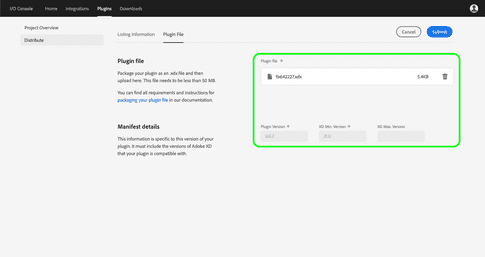 I/O Console Home Integrations Plugins Downloads
Project Overview
Distribute
Listing Information Plugin File
Cancel Submit
Plugin file
Package your plugin as an .xdx file and then
upload here. This file needs to be less than 50 MB.
You can find all requirements and instructions for
packaging your plugin file in our documentation.
Manifest details
This information is specific to this version of your
plugin. It must include the versions of Adobe XD
that your plugin is compatible with.
Plugin file
5.4KB
Plugin Version XD Min. Version XD Max. Version